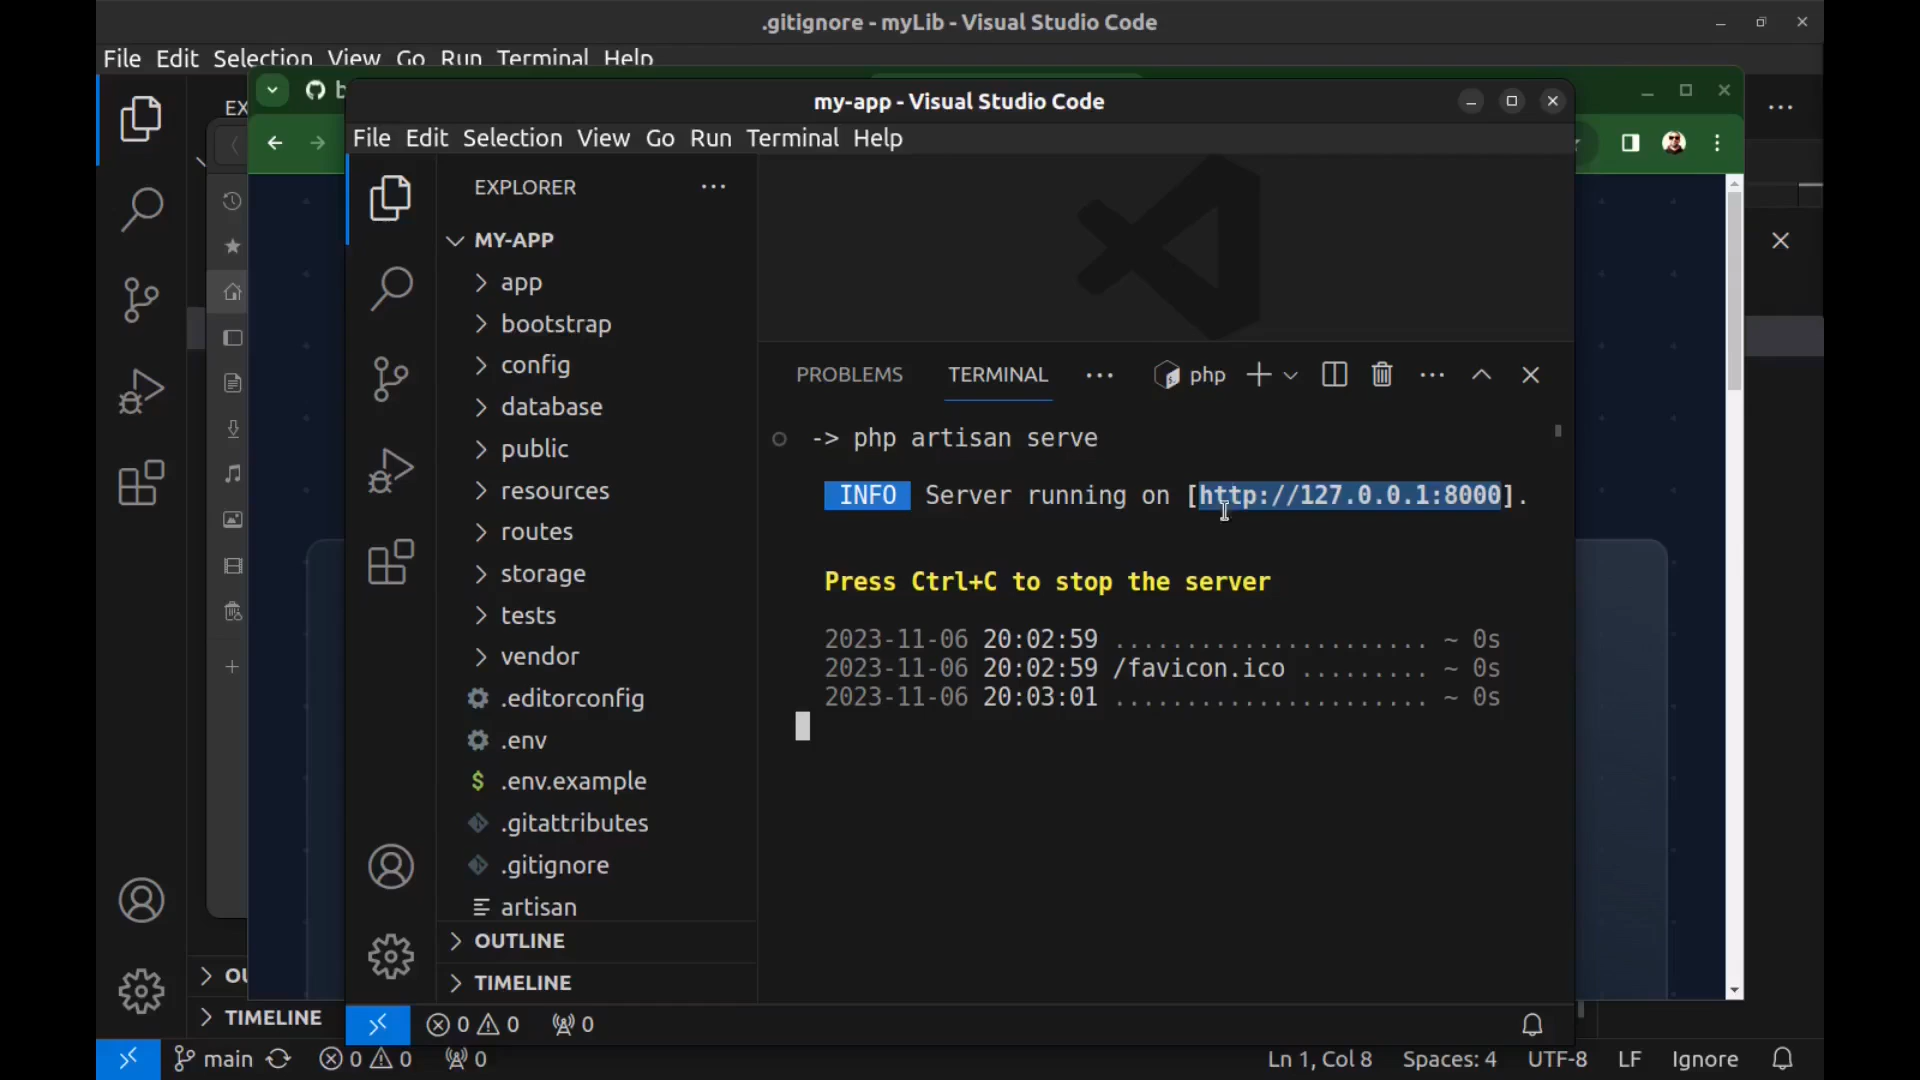 .gitignore - myLib - Visual Studio Code
File Edit Selection View Go Run Terminal Help
EX
b
my-app - Visual Studio Code
File Edit Selection View Go Run Terminal Help
EXPLORER
MY-APP
app
bootstrap
config
database
public
resources
routes
storage
tests
vendor
.editorconfig
.env
$ .env.example
.gitattributes
.gitignore
artisan
OUTLINE
TIMELINE
PROBLEMS TERMINAL php
-> php artisan serve
INFO Server running on [http://127.0.0.1:8000].
Press Ctrl+C to stop the server
2023-11-06 20:02:59 ...................... ~ 0s
2023-11-06 20:02:59 /favicon.ico ......... ~ 0s
2023-11-06 20:03:01 ...................... ~ 0s
0 0 0
OU
TIMELINE
main 0 0 0
Ln 1, Col 8 Spaces: 4 UTF-8 LF Ignore